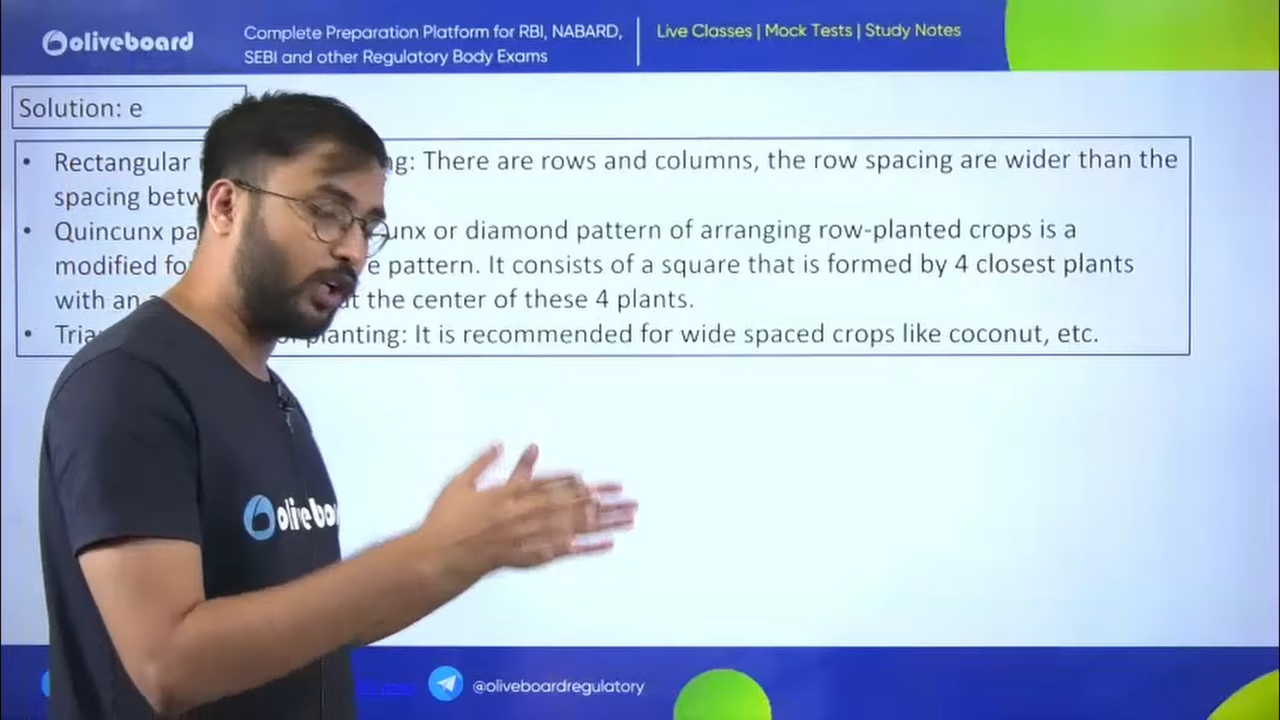 oliveboard
Complete Preparation Platform for RBI, NABARD,
SEBI and other Regulatory Body Exams
Live Classes | Mock Tests | Study Notes
Solution: e
• Rectangular ng: There are rows and columns, the row spacing are wider than the
spacing betw
• Quincunx pa unx or diamond pattern of arranging row-planted crops is a
modified fo e pattern. It consists of a square that is formed by 4 closest plants
with an t the center of these 4 plants.
• Tria planting: It is recommended for wide spaced crops like coconut, etc.
olivebo
@oliveboardregulatory